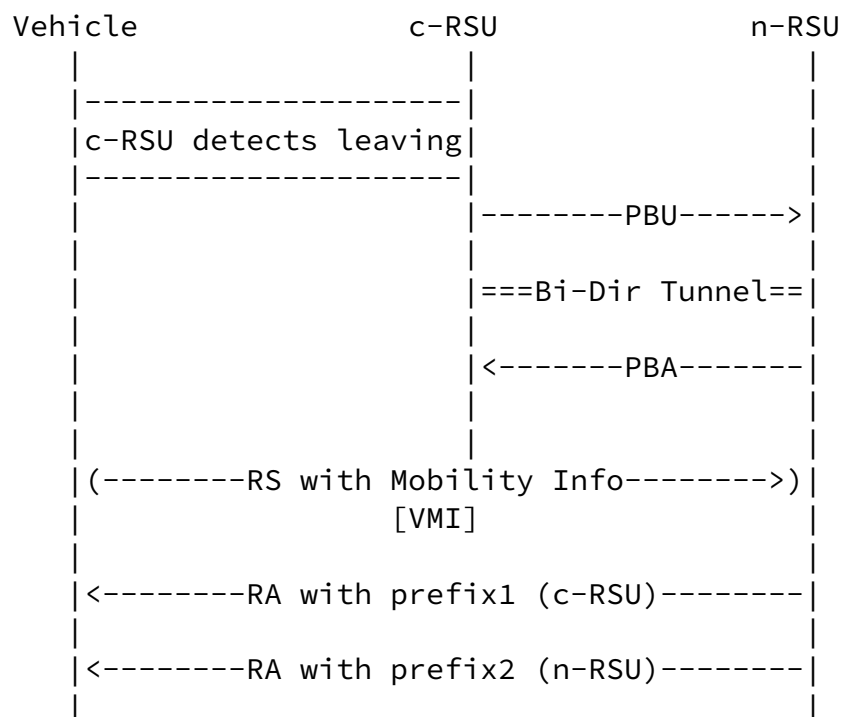 Vehicle c-RSU n-RSU
|---------------------|
|c-RSU detects leaving|
|---------------------|
|--------PBU------>|
|===Bi-Dir Tunnel==|
|<-------PBA-------|
|(--------RS with Mobility Info-------->)|
[VMI]
|<--------RA with prefix1 (c-RSU)--------|
|<--------RA with prefix2 (n-RSU)--------|